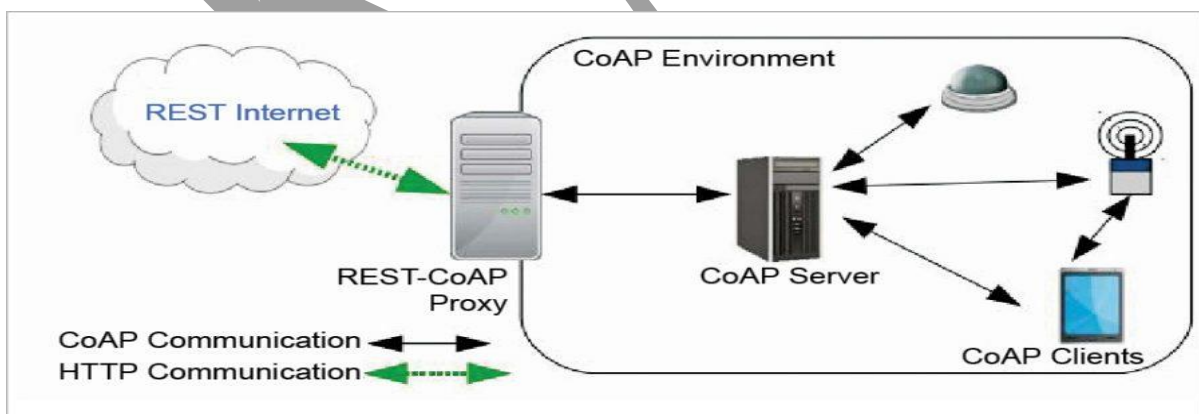 CoAP Environment
REST Internet
REST-CoAP
Proxy
CoAP Server
CoAP Clients
CoAP Communication
HTTP Communication